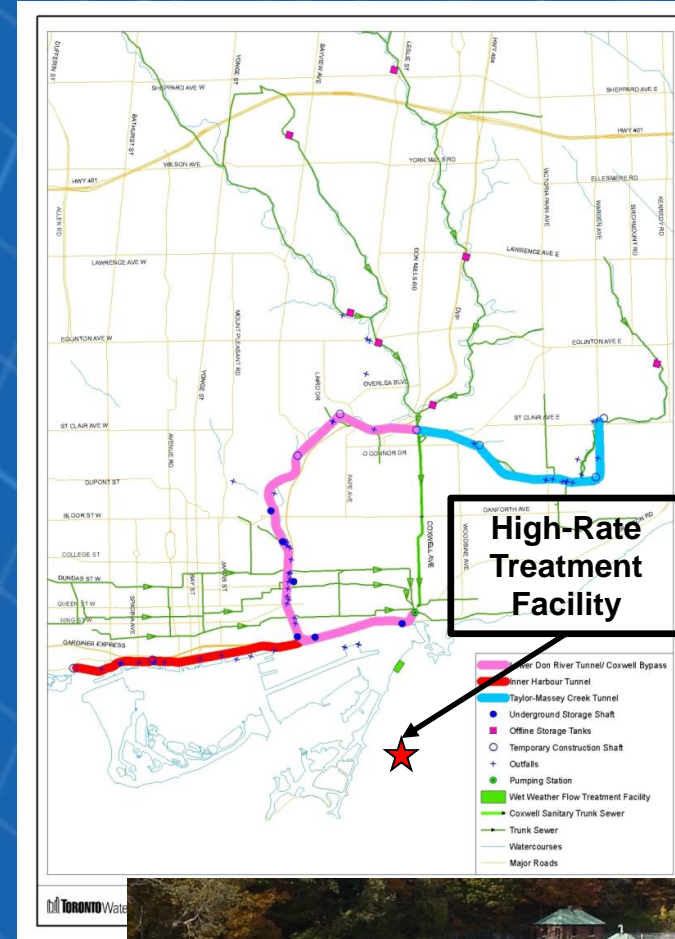 DUFFERIN ST
YONGE ST
BAYVIEW AVE
LESLIE ST
HWY 404
SHEPPARD AVE W
SHEPPARD AVE E
BATHURST ST
HWY 401
WILSON AVE
YORK MILLS RD
HWY 401
ELLESMERE RD
VICTORIA PARK AVE
WARDEN AVE
BIRCHMOUNT RD
KENNEDY RD
ALLEN RD
DON MILLS RD
LAWRENCE AVE W
LAWRENCE AVE E
MOUNT PLEASANT RD
DVP
EGLINTON AVE W
EGLINTON AVE E
YONGE ST
LAIRD DR
OVERLEA BLVD
ST CLAIR AVE W
ST CLAIR AVE E
AVENUE RD
O CONNOR DR
DUPONT ST
PAPE AVE
BLOOR ST W
DANFORTH AVE
COXWELL AVE
WOODBINE AVE
High-Rate
Treatment
Facility
COLLEGE ST
DUNDAS ST W
BAY ST
JARVIS ST
QUEEN ST W
SPADINA AVE
KING ST W
GARDINER EXPRESS
Lower Don River Tunnel/ Coxwell Bypass
Inner Harbour Tunnel
Taylor-Massey Creek Tunnel
Underground Storage Shaft
Offline Storage Tanks
Temporary Construction Shaft
Outfalls
Pumping Station
Wet Weather Flow Treatment Facility
Coxwell Sanitary Trunk Sewer
Trunk Sewer
Watercourses
Major Roads
TORONTO Wate